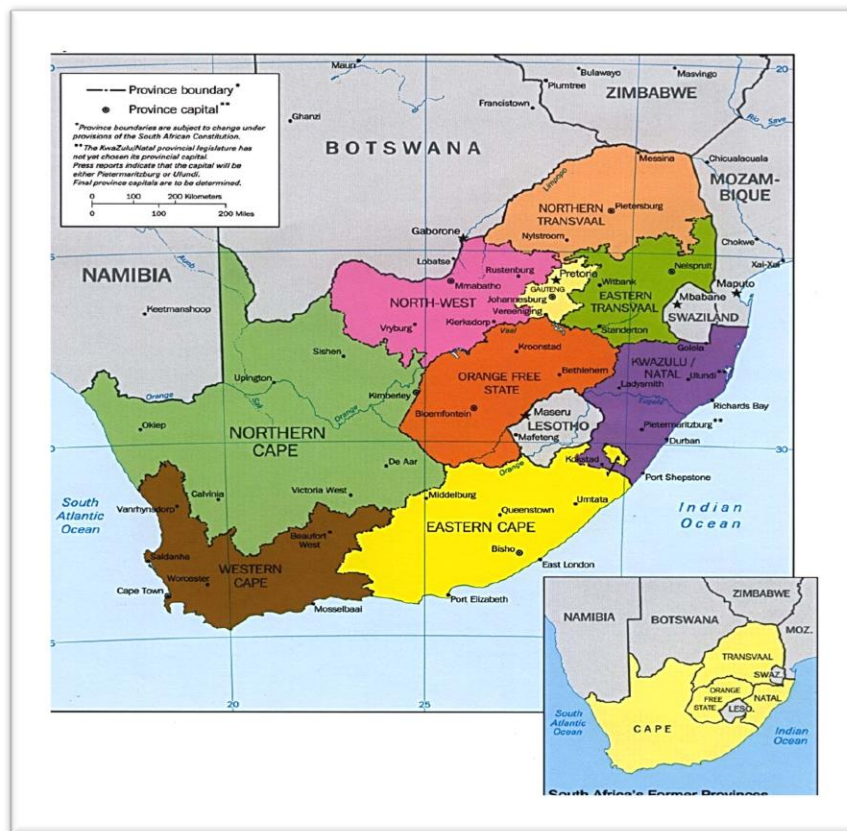 Province boundary*
Province capital**
*Province boundaries are subject to change under
provisions of the South African Constitution.
** The KwaZulu/Natal provincial legislature has
not yet chosen its provincial capital.
Press reports indicate that the capital will be
either Pietermaritzburg or Ulundi.
Final province capitals are to be determined.
0 100 200 Kilometers
0 100 200 Miles
Maun
Bulawayo
Masvingo
20
Plumtree
ZIMBABWE
Francistown
Ghanzi
Rio Save
BOTSWANA
Messina
Chicualacuala
MOZAM-
BIQUE
Limpopo
NORTHERN
TRANSVAAL
Pietersburg
Gaborone
Nylstroom
Chokwe
Lobatse
Xai-Xai
NAMIBIA
Auob
Rustenburg
Pretoria
Nelspruit
Mmabatho
Witbank
Maputo
Keetmanshoop
NORTH-WEST
Johannesburg
GAUTENG
EASTERN
TRANSVAAL
Mbabane
SWAZILAND
Vereeniging
Vryburg
Klerksdorp
Vaal
Standerton
Golela
Sishen
Kroonstad
KWAZULU /
NATAL
Bethlehem
Ulundi**
Ladysmith
ORANGE FREE
STATE
Upington
Orange
Kimberley
Orange
Tugela
Richards Bay
Bloemfontein
Maseru
LESOTHO
Mafeteng
Pietermaritzburg**
Okiep
NORTHERN
CAPE
Durban
30
De Aar
Orange
Kokstad
Port Shepstone
South
Atlantic
Ocean
Vanrhynsdorp
Calvinia
Victoria West
Middelburg
Umtata
Queenstown
Indian
Ocean
EASTERN CAPE
Beaufort
West
Bisho
Saldanha
WESTERN
CAPE
Worcester
East London
Cape Town
Mosselbaai
Port Elizabeth
20
25
ZIMBABWE
NAMIBIA
BOTSWANA
MOZ.
TRANSVAAL
SWAZ.
ORANGE
FREE
STATE
NATAL
LESO.
CAPE
South
Atlantic
Ocean
Indian
Ocean
South Africa's Former Provinces